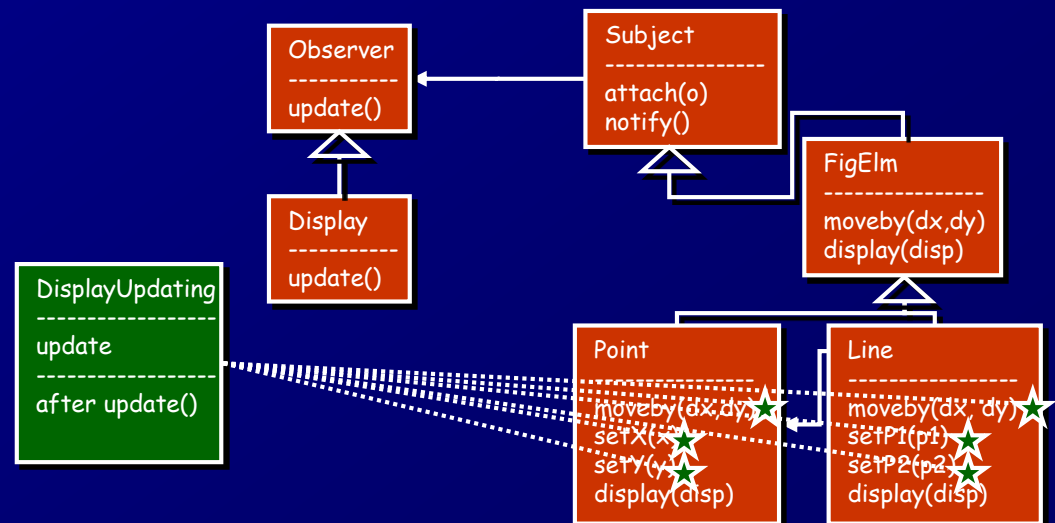 Observer
-----------
update()
Subject
----------------
attach(o)
notify()
FigElm
----------------
moveby(dx,dy)
display(disp)
Display
-----------
update()
DisplayUpdating
------------------
update
------------------
after update()
Point
----------------
moveby(dx,dy)
setX(x)
setY(y)
display(disp)
Line
-----------------
moveby(dx, dy)
setP1(p1)
setP2(p2)
display(disp)